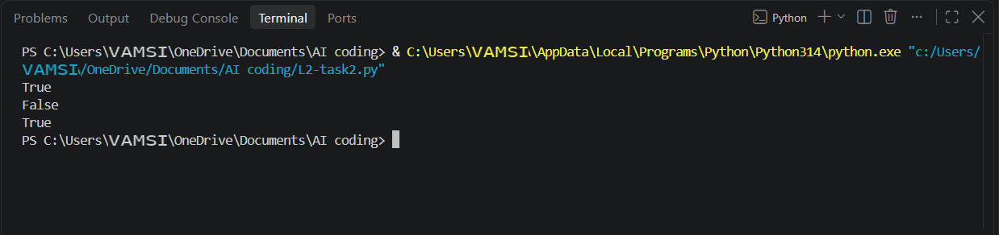 Problems Output Debug Console Terminal Ports Python
PS C:\Users\VAMSI\OneDrive\Documents\AI coding> & C:\Users\VAMSI\AppData\Local\Programs\Python\Python314\python.exe "c:/Users/
VAMSI/OneDrive/Documents/AI coding/L2-task2.py"
True
False
True
PS C:\Users\VAMSI\OneDrive\Documents\AI coding>